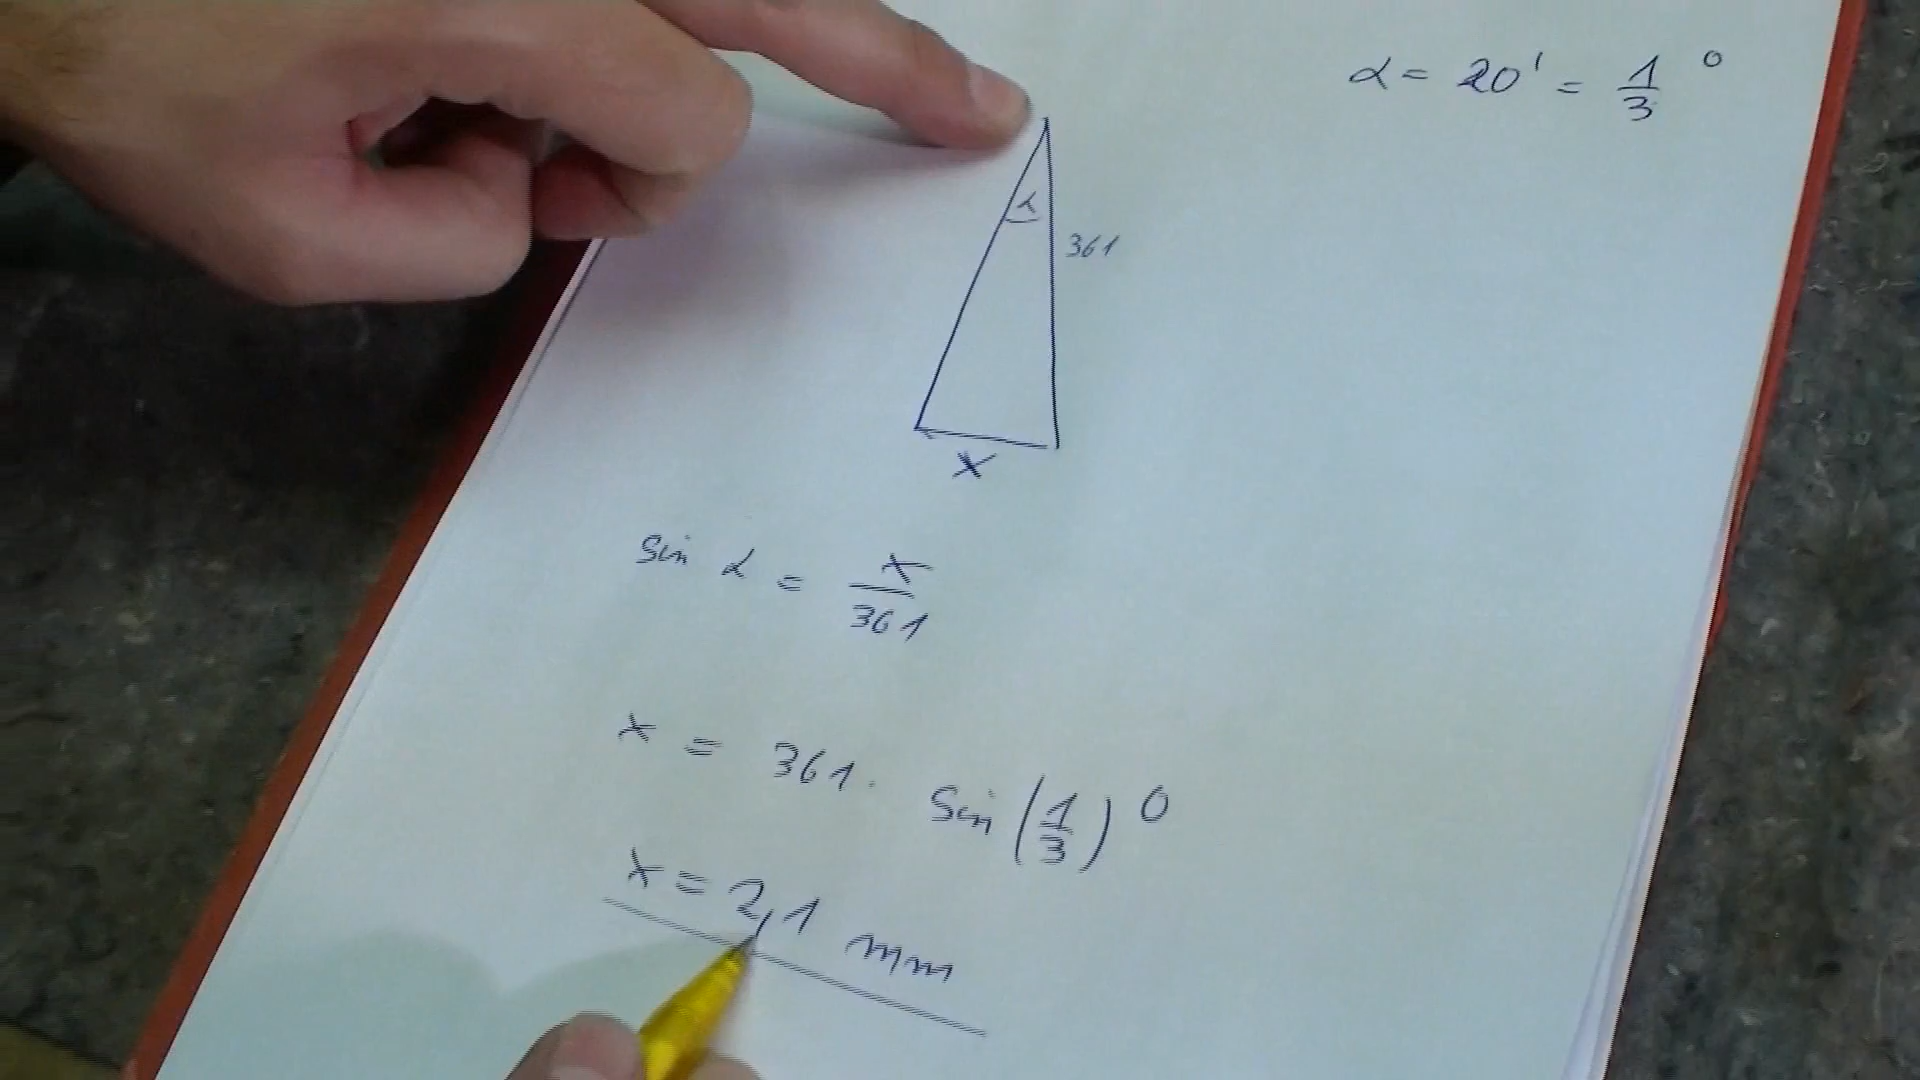 α = 20' = 1/3 °
α
361
x
sin α = x/361
x = 361 · sin (1/3) °
x = 2,1 mm